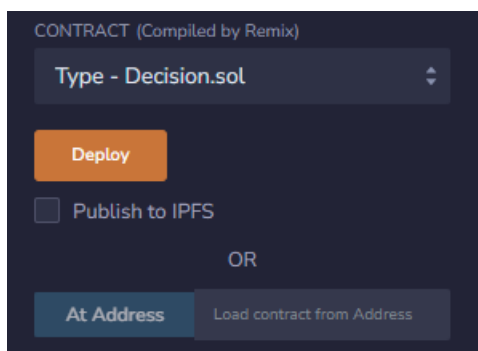 CONTRACT (Compiled by Remix)
Type - Decision.sol
Deploy
Publish to IPFS
OR
At Address Load contract from Address